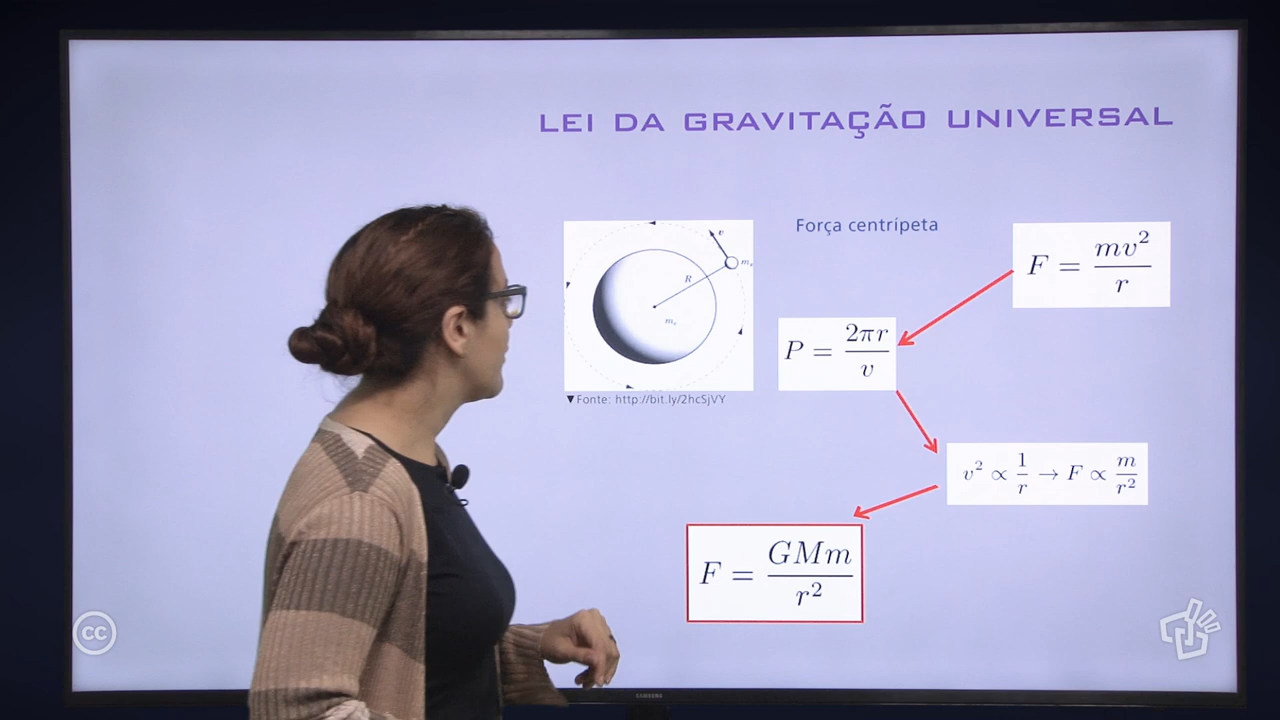 LEI DA GRAVITAÇÃO UNIVERSAL
Força centrípeta
F = mv²/r
v
R
P = 2πr/v
▼Fonte: http://bit.ly/2hcSjVY
v² ∝ 1/r → F ∝ m/r²
F = GMm/r²
cc
SAMSUNG